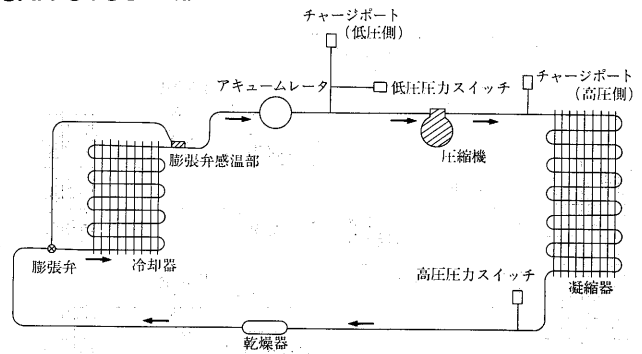 チャージポート
(低圧側)
アキュームレータ
低圧圧力スイッチ
チャージポート
(高圧側)
膨張弁感温部
圧縮機
膨張弁
冷却器
高圧圧力スイッチ
凝縮器
乾燥器